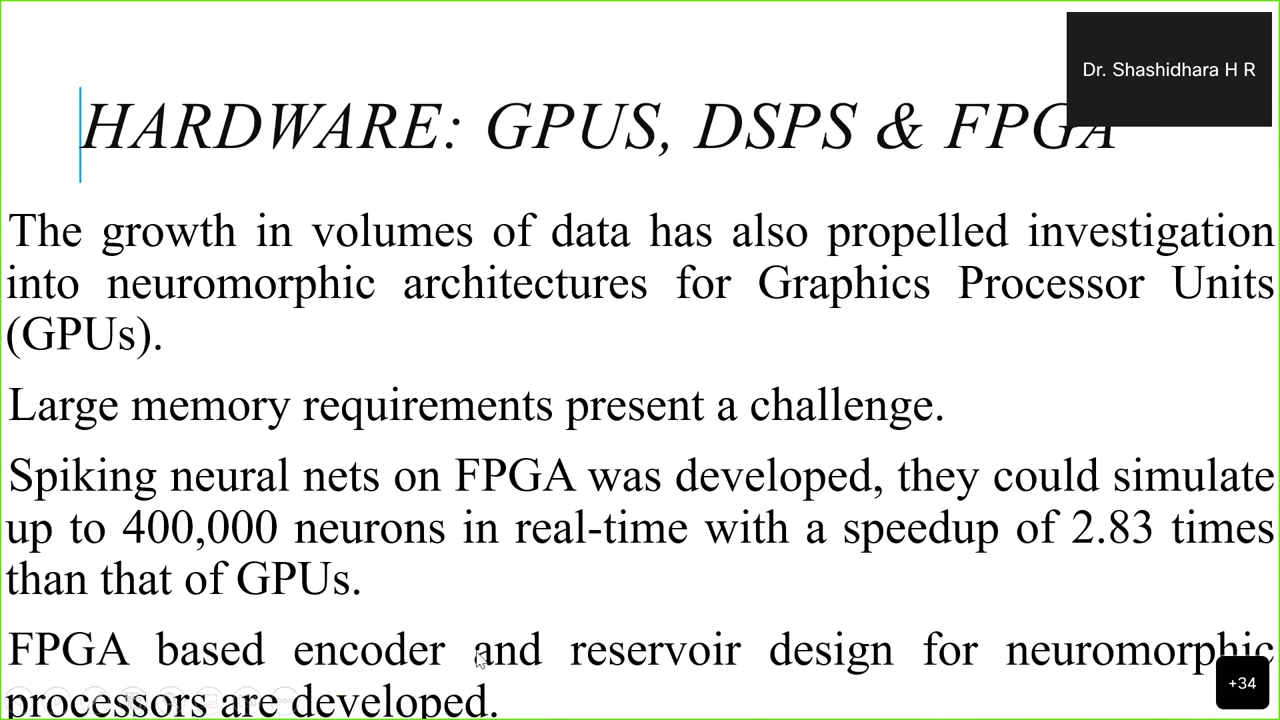 Dr. Shashidhara H R
HARDWARE: GPUS, DSPS & FPGA
The growth in volumes of data has also propelled investigation
into neuromorphic architectures for Graphics Processor Units
(GPUs).
Large memory requirements present a challenge.
Spiking neural nets on FPGA was developed, they could simulate
up to 400,000 neurons in real-time with a speedup of 2.83 times
than that of GPUs.
FPGA based encoder and reservoir design for neuromorphic
processors are developed.
+34